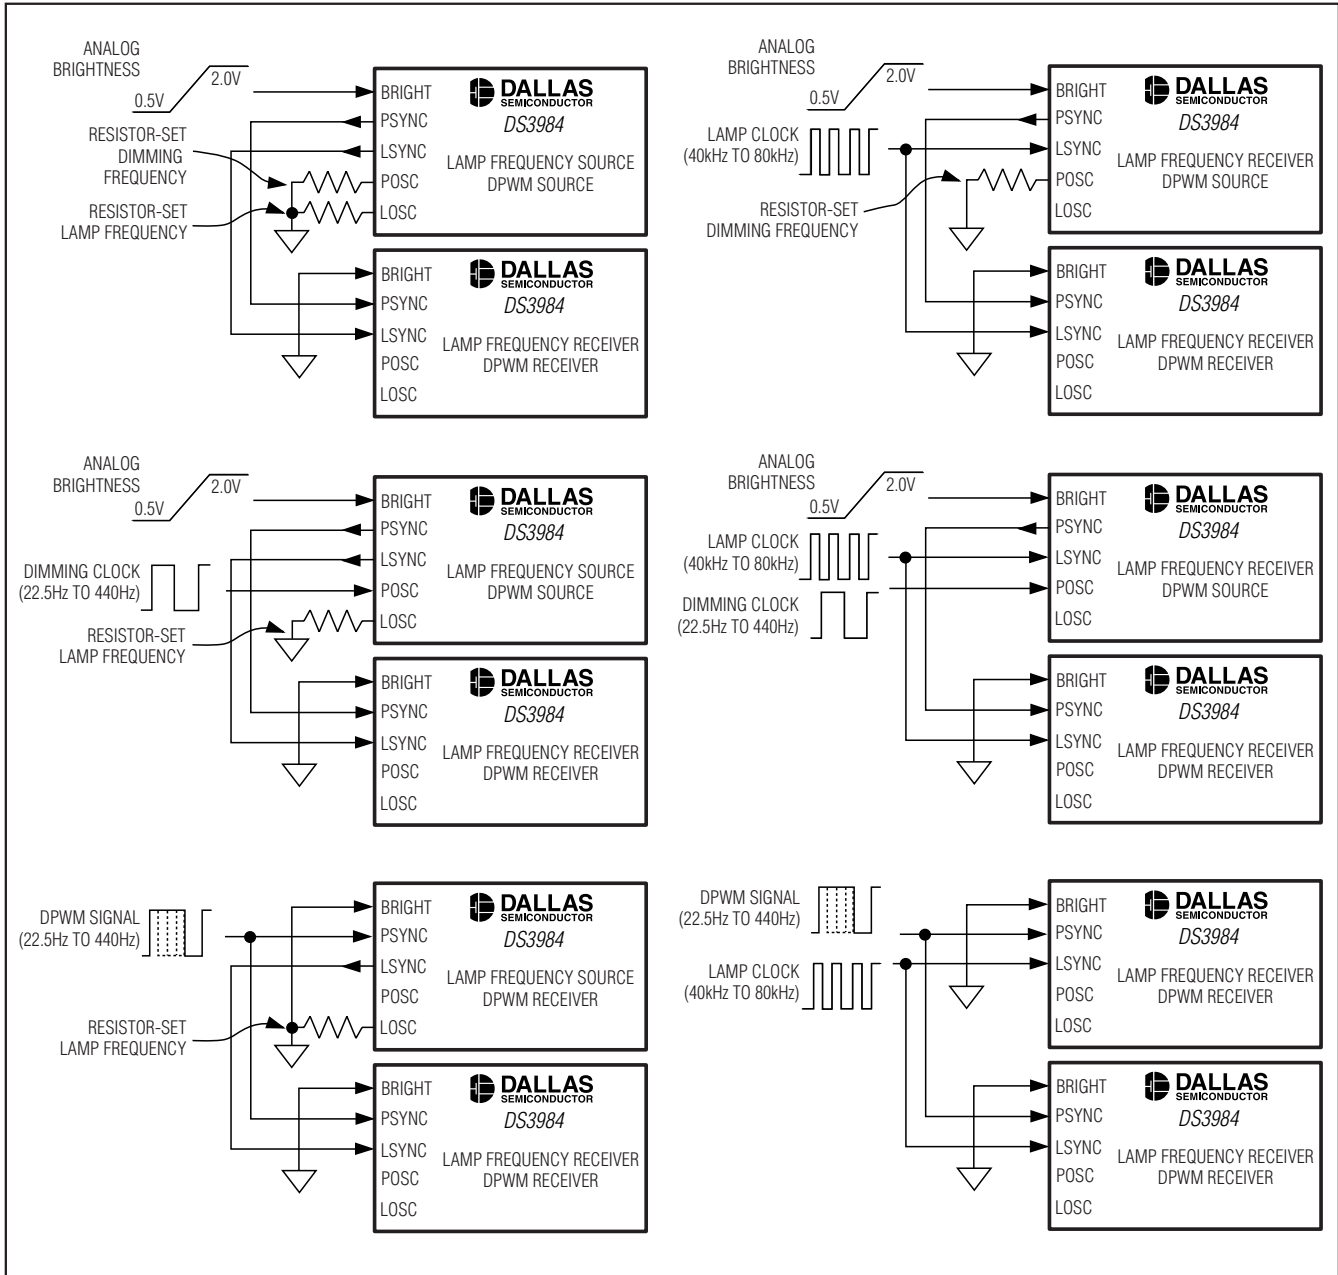 ANALOG
BRIGHTNESS
0.5V
2.0V
RESISTOR-SET
DIMMING
FREQUENCY
RESISTOR-SET
LAMP FREQUENCY
BRIGHT
PSYNC
LSYNC
POSC
LOSC
DALLAS
SEMICONDUCTOR
DS3984
LAMP FREQUENCY SOURCE
DPWM SOURCE
BRIGHT
PSYNC
LSYNC
POSC
LOSC
DALLAS
SEMICONDUCTOR
DS3984
LAMP FREQUENCY RECEIVER
DPWM RECEIVER
ANALOG
BRIGHTNESS
0.5V
2.0V
LAMP CLOCK
(40kHz TO 80kHz)
RESISTOR-SET
DIMMING FREQUENCY
BRIGHT
PSYNC
LSYNC
POSC
LOSC
DALLAS
SEMICONDUCTOR
DS3984
LAMP FREQUENCY RECEIVER
DPWM SOURCE
BRIGHT
PSYNC
LSYNC
POSC
LOSC
DALLAS
SEMICONDUCTOR
DS3984
LAMP FREQUENCY RECEIVER
DPWM RECEIVER
ANALOG
BRIGHTNESS
0.5V
2.0V
DIMMING CLOCK
(22.5Hz TO 440Hz)
RESISTOR-SET
LAMP FREQUENCY
BRIGHT
PSYNC
LSYNC
POSC
LOSC
DALLAS
SEMICONDUCTOR
DS3984
LAMP FREQUENCY SOURCE
DPWM SOURCE
BRIGHT
PSYNC
LSYNC
POSC
LOSC
DALLAS
SEMICONDUCTOR
DS3984
LAMP FREQUENCY RECEIVER
DPWM RECEIVER
ANALOG
BRIGHTNESS
0.5V
2.0V
LAMP CLOCK
(40kHz TO 80kHz)
DIMMING CLOCK
(22.5Hz TO 440Hz)
BRIGHT
PSYNC
LSYNC
POSC
LOSC
DALLAS
SEMICONDUCTOR
DS3984
LAMP FREQUENCY RECEIVER
DPWM SOURCE
BRIGHT
PSYNC
LSYNC
POSC
LOSC
DALLAS
SEMICONDUCTOR
DS3984
LAMP FREQUENCY RECEIVER
DPWM RECEIVER
DPWM SIGNAL
(22.5Hz TO 440Hz)
RESISTOR-SET
LAMP FREQUENCY
BRIGHT
PSYNC
LSYNC
POSC
LOSC
DALLAS
SEMICONDUCTOR
DS3984
LAMP FREQUENCY SOURCE
DPWM RECEIVER
BRIGHT
PSYNC
LSYNC
POSC
LOSC
DALLAS
SEMICONDUCTOR
DS3984
LAMP FREQUENCY RECEIVER
DPWM RECEIVER
DPWM SIGNAL
(22.5Hz TO 440Hz)
LAMP CLOCK
(40kHz TO 80kHz)
BRIGHT
PSYNC
LSYNC
POSC
LOSC
DALLAS
SEMICONDUCTOR
DS3984
LAMP FREQUENCY RECEIVER
DPWM RECEIVER
BRIGHT
PSYNC
LSYNC
POSC
LOSC
DALLAS
SEMICONDUCTOR
DS3984
LAMP FREQUENCY RECEIVER
DPWM RECEIVER